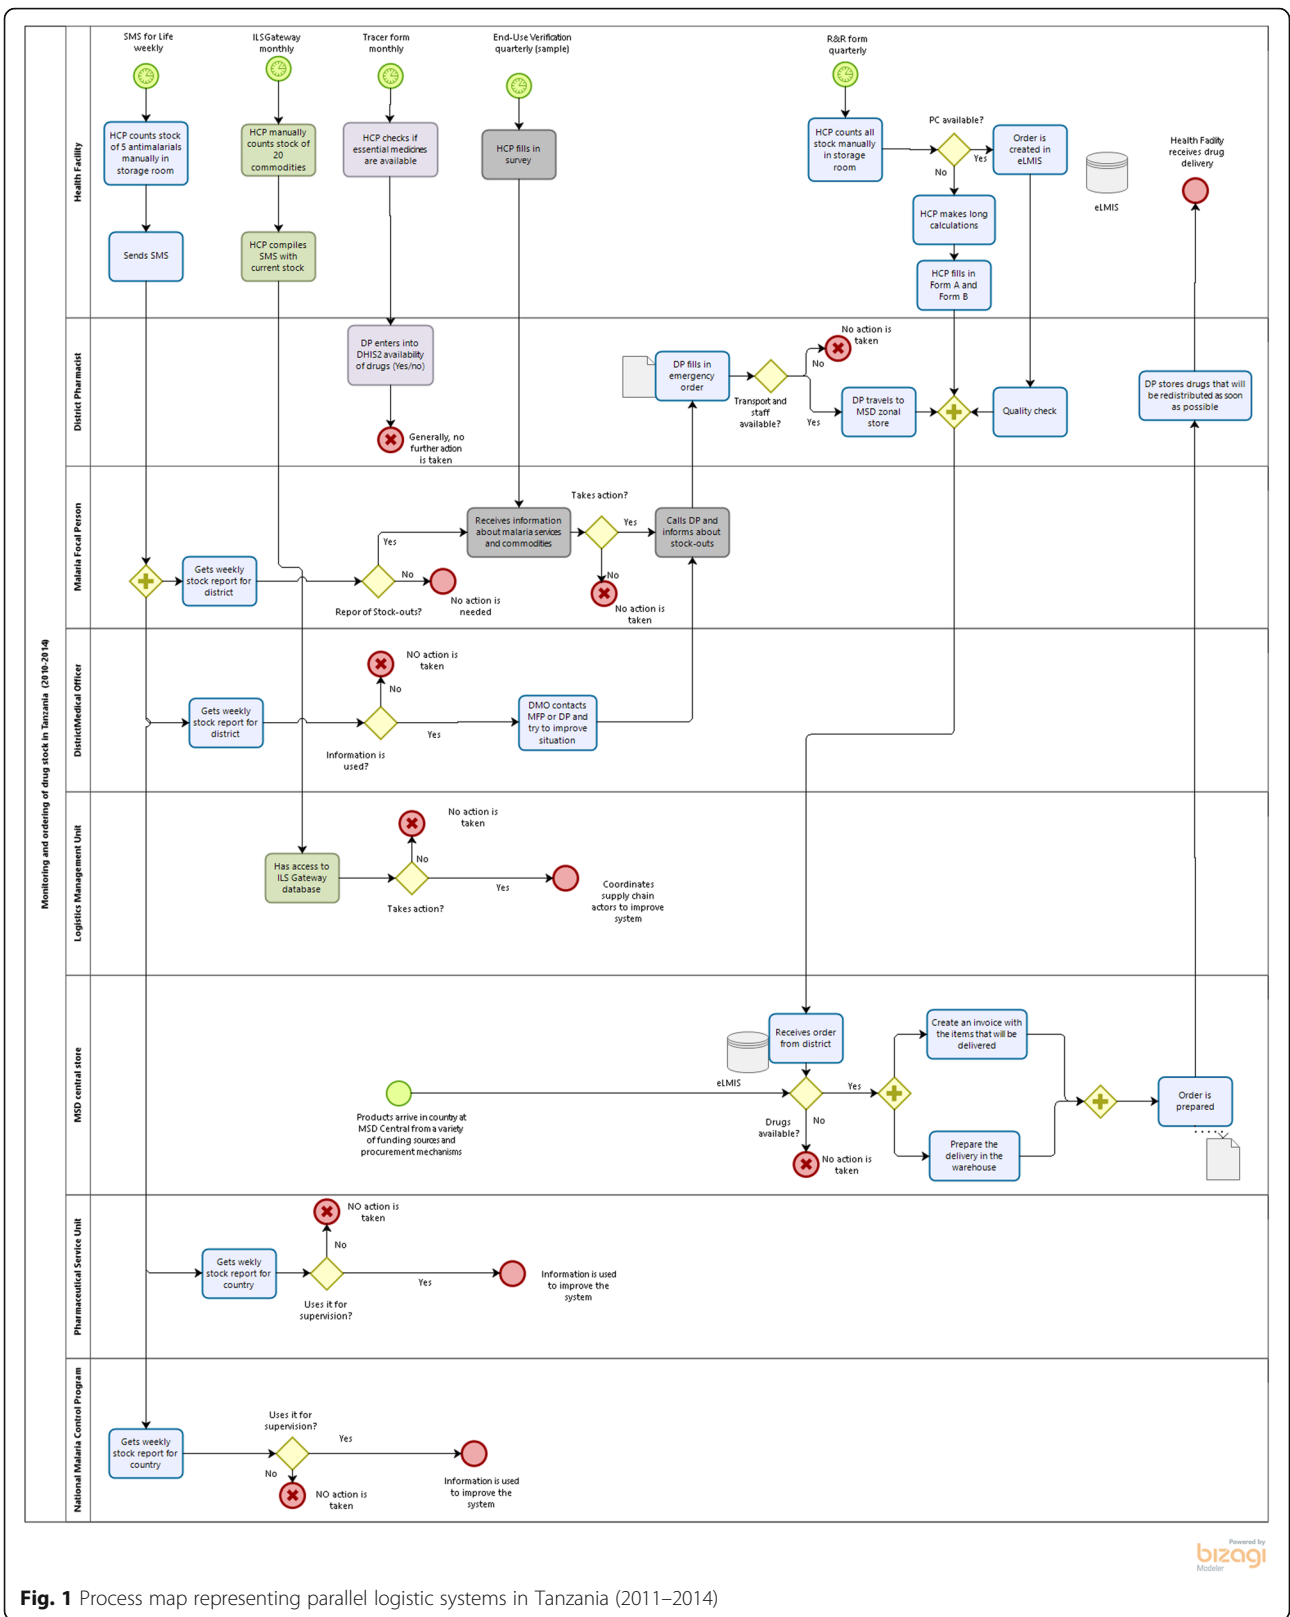 SMS for Life
weekly
ILSGateway
monthly
Tracer form
monthly
End-Use Verification
quarterly (sample)
R&R form
quarterly
Health Facility
HCP counts stock
of 5 antimalarials
manually in
storage room
HCP manually
counts stock of
20
commodities
HCP checks if
essential medicines
are available
HCP fills in
survey
HCP counts all
stock manually
in storage
room
PC available?
Yes
No
Order is
created in
eLMIS
eLMIS
Health Fadlity
receives drug
delivery
Sends SMS
HCP compiles
SMS with
current stock
HCP makes long
calculations
HCP fills in
Form A and
Form B
District Pharmacist
DP enters into
DHIS2 availability
of drugs (Yes/no)
Generally, no
further action
is taken
DP fills in
emergency
order
Transport and
staff
available?
No
No action is
taken
Yes
DP travels to
MSD zonal
store
Quality check
DP stores drugs that will
be redistributed as soon
as possible
Malaria Focal Person
Gets weekly
stock report for
district
Repor of Stock-outs?
Yes
No
No action is
needed
Receives information
about malaria services
and commodities
Takes action?
Yes
No
No action is
taken
Calls DP and
informs about
stock-outs
Monitoring and ordering of drug stock in Tanzania (2010-2014)
DistrictMedical Officer
Gets weekly
stock report for
district
NO action is
taken
No
Information is
used?
Yes
DMO contacts
MFP or DP and
try to improve
situation
Logistics Management Unit
Has access to
ILS Gateway
database
No action is
taken
No
Takes action?
Yes
Coordinates
supply chain
actors to improve
system
MSD central store
Products arrive in country at
MSD Central from a variety
of funding sources and
procurement mechanisms
eLMIS
Receives order
from district
Drugs
available?
Yes
No
No action is
taken
Create an invoice with
the items that will be
delivered
Prepare the
delivery in the
warehouse
Order is
prepared
Pharmaceutical Service Unit
Gets wekly
stock report for
country
NO action is
taken
No
Uses it for
supervision?
Yes
Information is used
to improve the
system
National Malaria Control Program
Gets weekly
stock report for
country
Uses it for
supervision?
Yes
No
NO action is
taken
Information is used
to improve the
system
Powered by
bizagi
Modeler
Fig. 1 Process map representing parallel logistic systems in Tanzania (2011–2014)